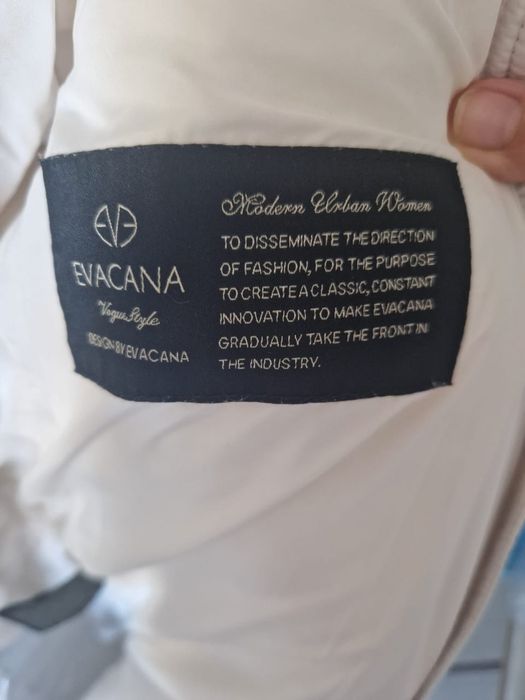 EVE
EVACANA
Vogue Style
DESIGN BY EVACANA
Modern Urban Women
TO DISSEMINATE THE DIRECTION
OF FASHION, FOR THE PURPOSE
TO CREATE A CLASSIC, CONSTANT
INNOVATION TO MAKE EVACANA
GRADUALLY TAKE THE FRONT IN
THE INDUSTRY.